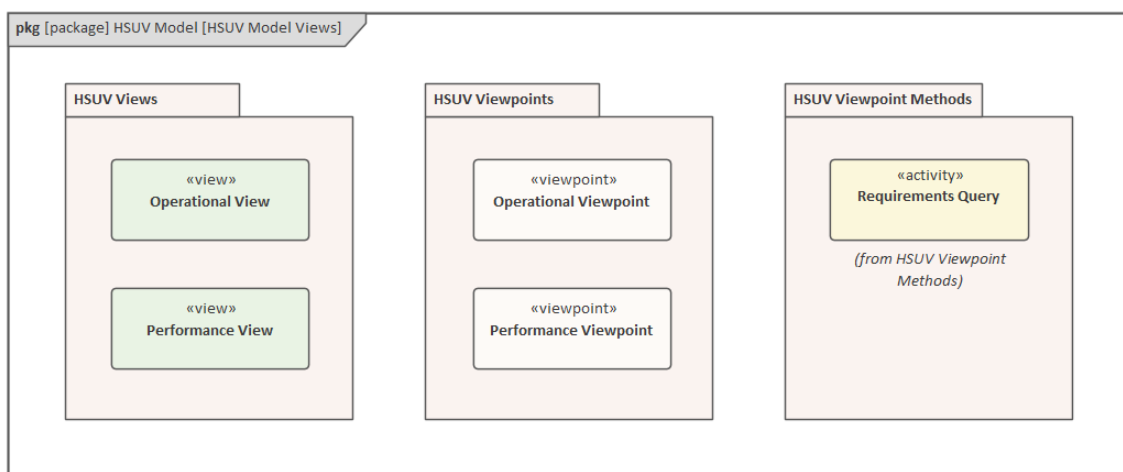 pkg [package] HSUV Model [HSUV Model Views]
HSUV Views
«view»
Operational View
«view»
Performance View
HSUV Viewpoints
«viewpoint»
Operational Viewpoint
«viewpoint»
Performance Viewpoint
HSUV Viewpoint Methods
«activity»
Requirements Query
(from HSUV Viewpoint
Methods)